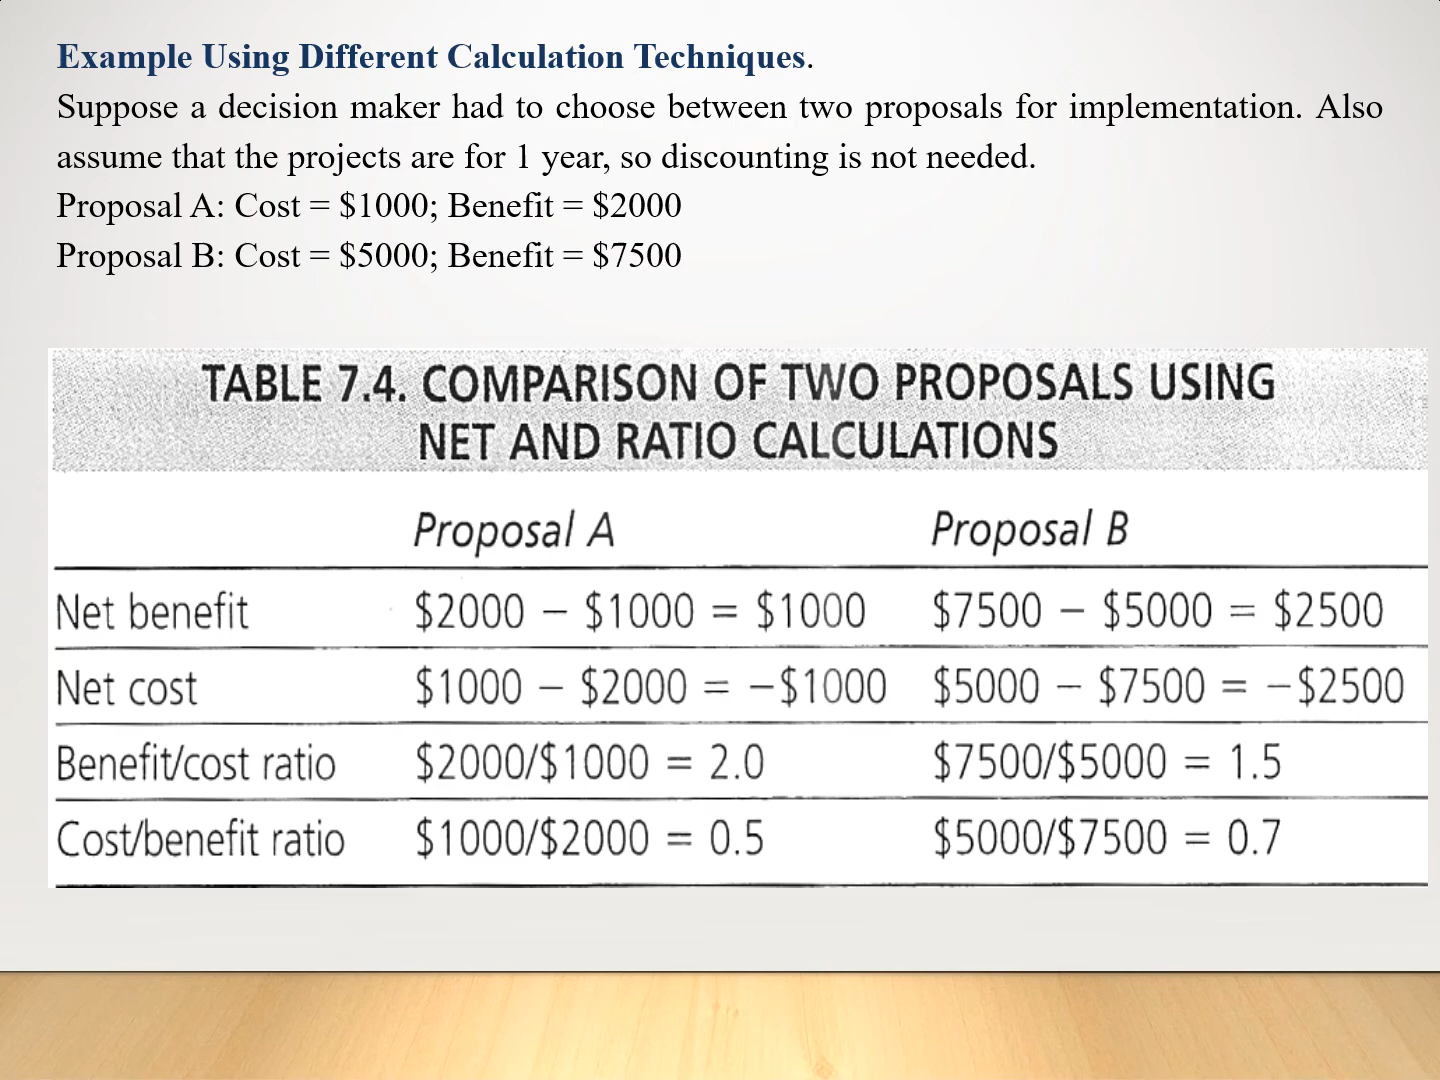 Example Using Different Calculation Techniques.
Suppose a decision maker had to choose between two proposals for implementation. Also
assume that the projects are for 1 year, so discounting is not needed.
Proposal A: Cost = $1000; Benefit = $2000
Proposal B: Cost = $5000; Benefit = $7500
TABLE 7.4. COMPARISON OF TWO PROPOSALS USING
NET AND RATIO CALCULATIONS
Proposal A Proposal B
Net benefit $2000 − $1000 = $1000 $7500 − $5000 = $2500
Net cost $1000 − $2000 = −$1000 $5000 − $7500 = −$2500
Benefit/cost ratio $2000/$1000 = 2.0 $7500/$5000 = 1.5
Cost/benefit ratio $1000/$2000 = 0.5 $5000/$7500 = 0.7